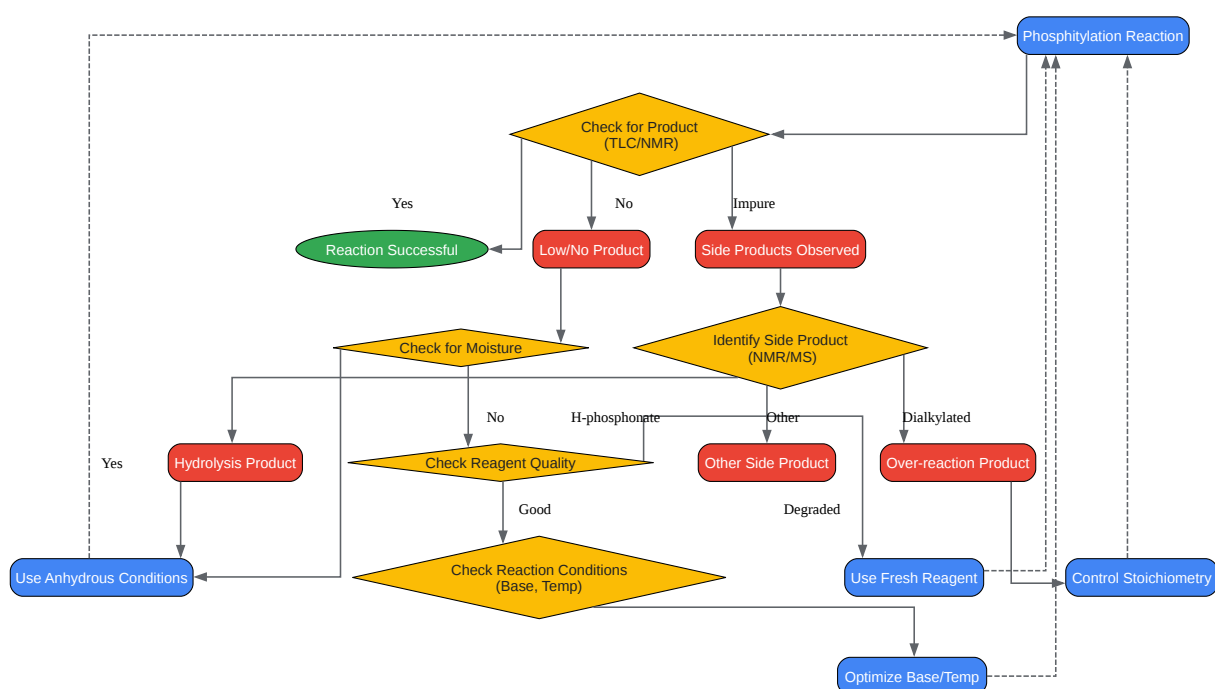 Phosphitylation Reaction
Check for Product
(TLC/NMR)
Yes
No
Impure
Reaction Successful
Low/No Product
Side Products Observed
Check for Moisture
Identify Side Product
(NMR/MS)
No
H-phosphonate
Other
Dialkylated
Yes
Hydrolysis Product
Check Reagent Quality
Other Side Product
Over-reaction Product
Good
Degraded
Use Anhydrous Conditions
Check Reaction Conditions
(Base, Temp)
Use Fresh Reagent
Control Stoichiometry
Optimize Base/Temp